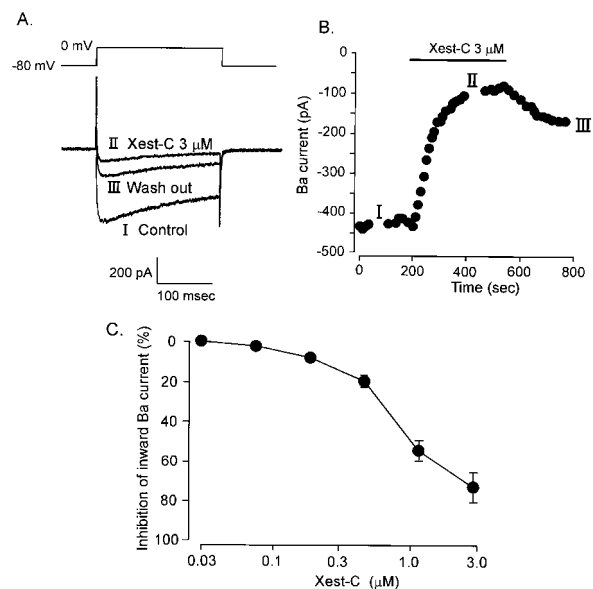 A.
0 mV
-80 mV
Ⅱ Xest-C 3 μM
Ⅲ Wash out
Ⅰ Control
200 pA
100 msec
B.
Xest-C 3 μM
Ba current (pA)
0
-100
-200
-300
-400
-500
Ⅰ
Ⅱ
Ⅲ
0 200 400 600 800
Time (sec)
C.
Inhibition of inward Ba current (%)
0
20
40
60
80
100
0.03 0.1 0.3 1.0 3.0
Xest-C (μM)